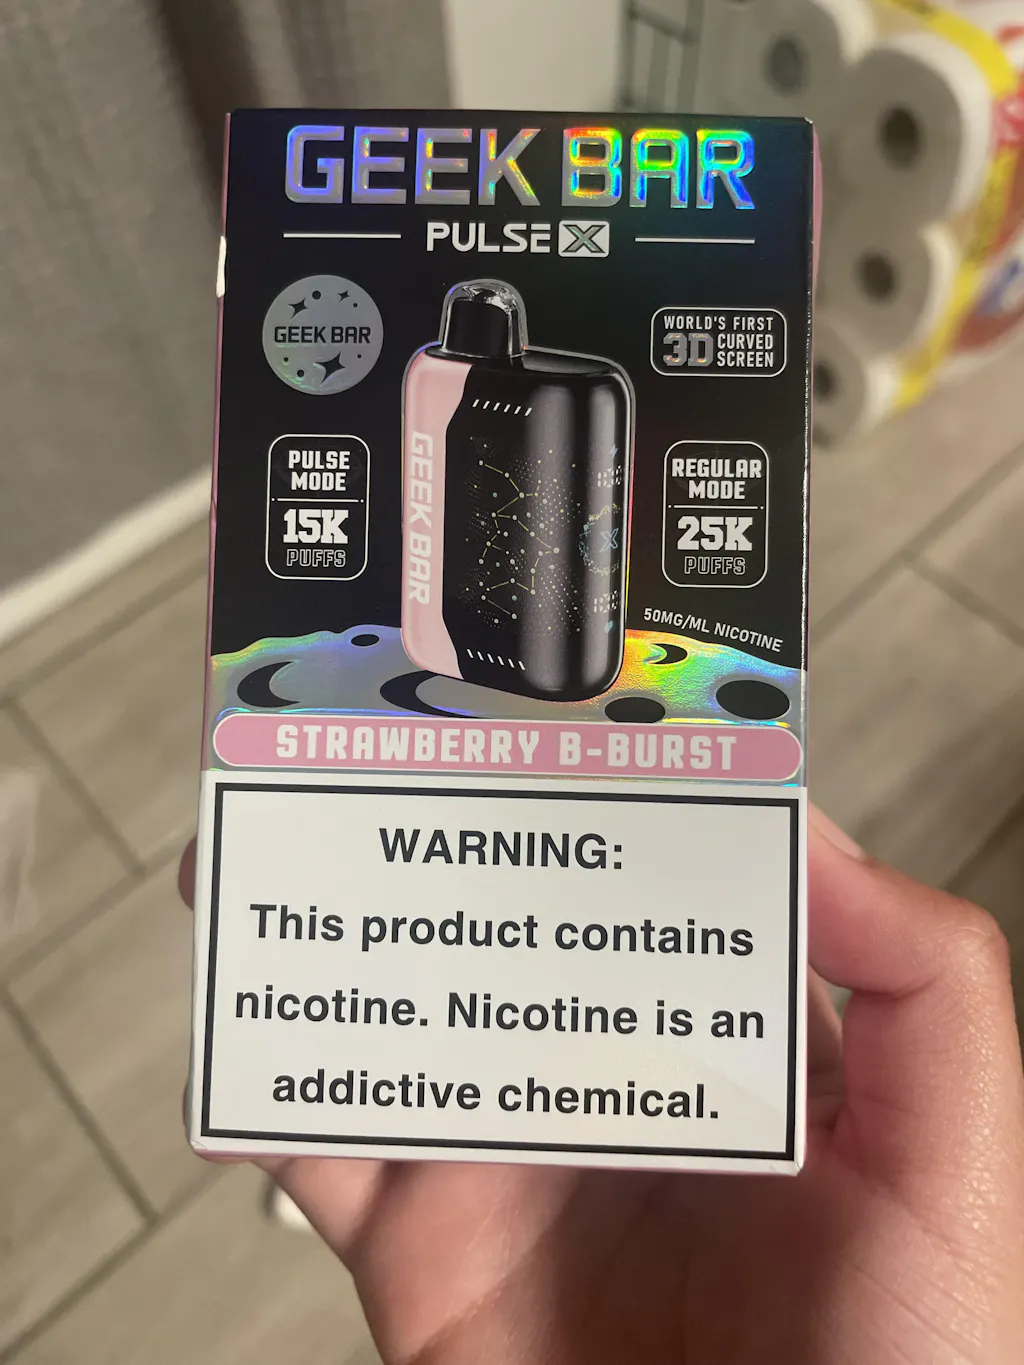 GEEK BAR
PULSE X
GEEK BAR
WORLD'S FIRST
3D CURVED
SCREEN
PULSE
MODE
15K
PUFFS
GEEK BAR
REGULAR
MODE
25K
PUFFS
50MG/ML NICOTINE
STRAWBERRY B-BURST
WARNING:
This product contains
nicotine. Nicotine is an
addictive chemical.